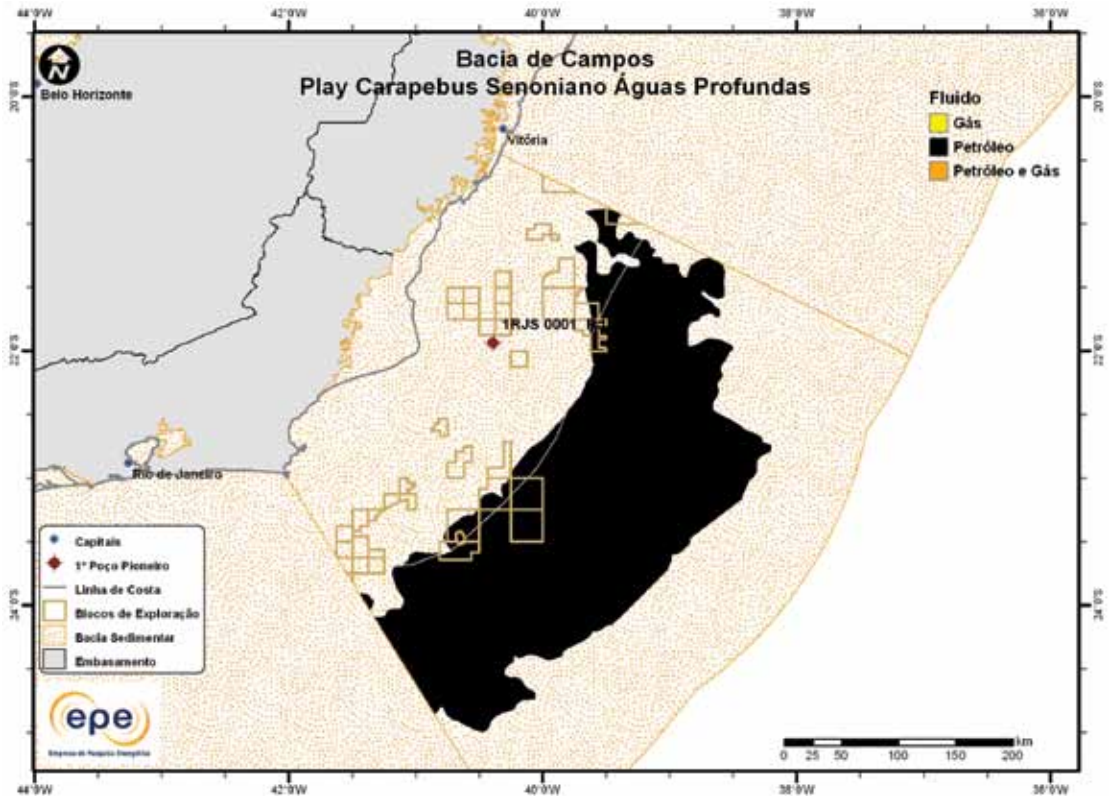 44°0'W 42°0'W 40°0'W 38°0'W 36°0'W
Bacia de Campos
Play Carapebus Senoniano Águas Profundas
N
Belo Horizonte
20°0'S 20°0'S
Fluido
Gás
Petróleo
Petróleo e Gás
Vitória
1RJS 0001
22°0'S 22°0'S
Rio de Janeiro
Capitais
1º Poço Pioneiro
Linha de Costa
Blocos de Exploração
Bacia Sedimentar
Embasamento
24°0'S 24°0'S
epe
Empresa de Pesquisa Energética
km
0 25 50 100 150 200
44°0'W 42°0'W 40°0'W 38°0'W 36°0'W